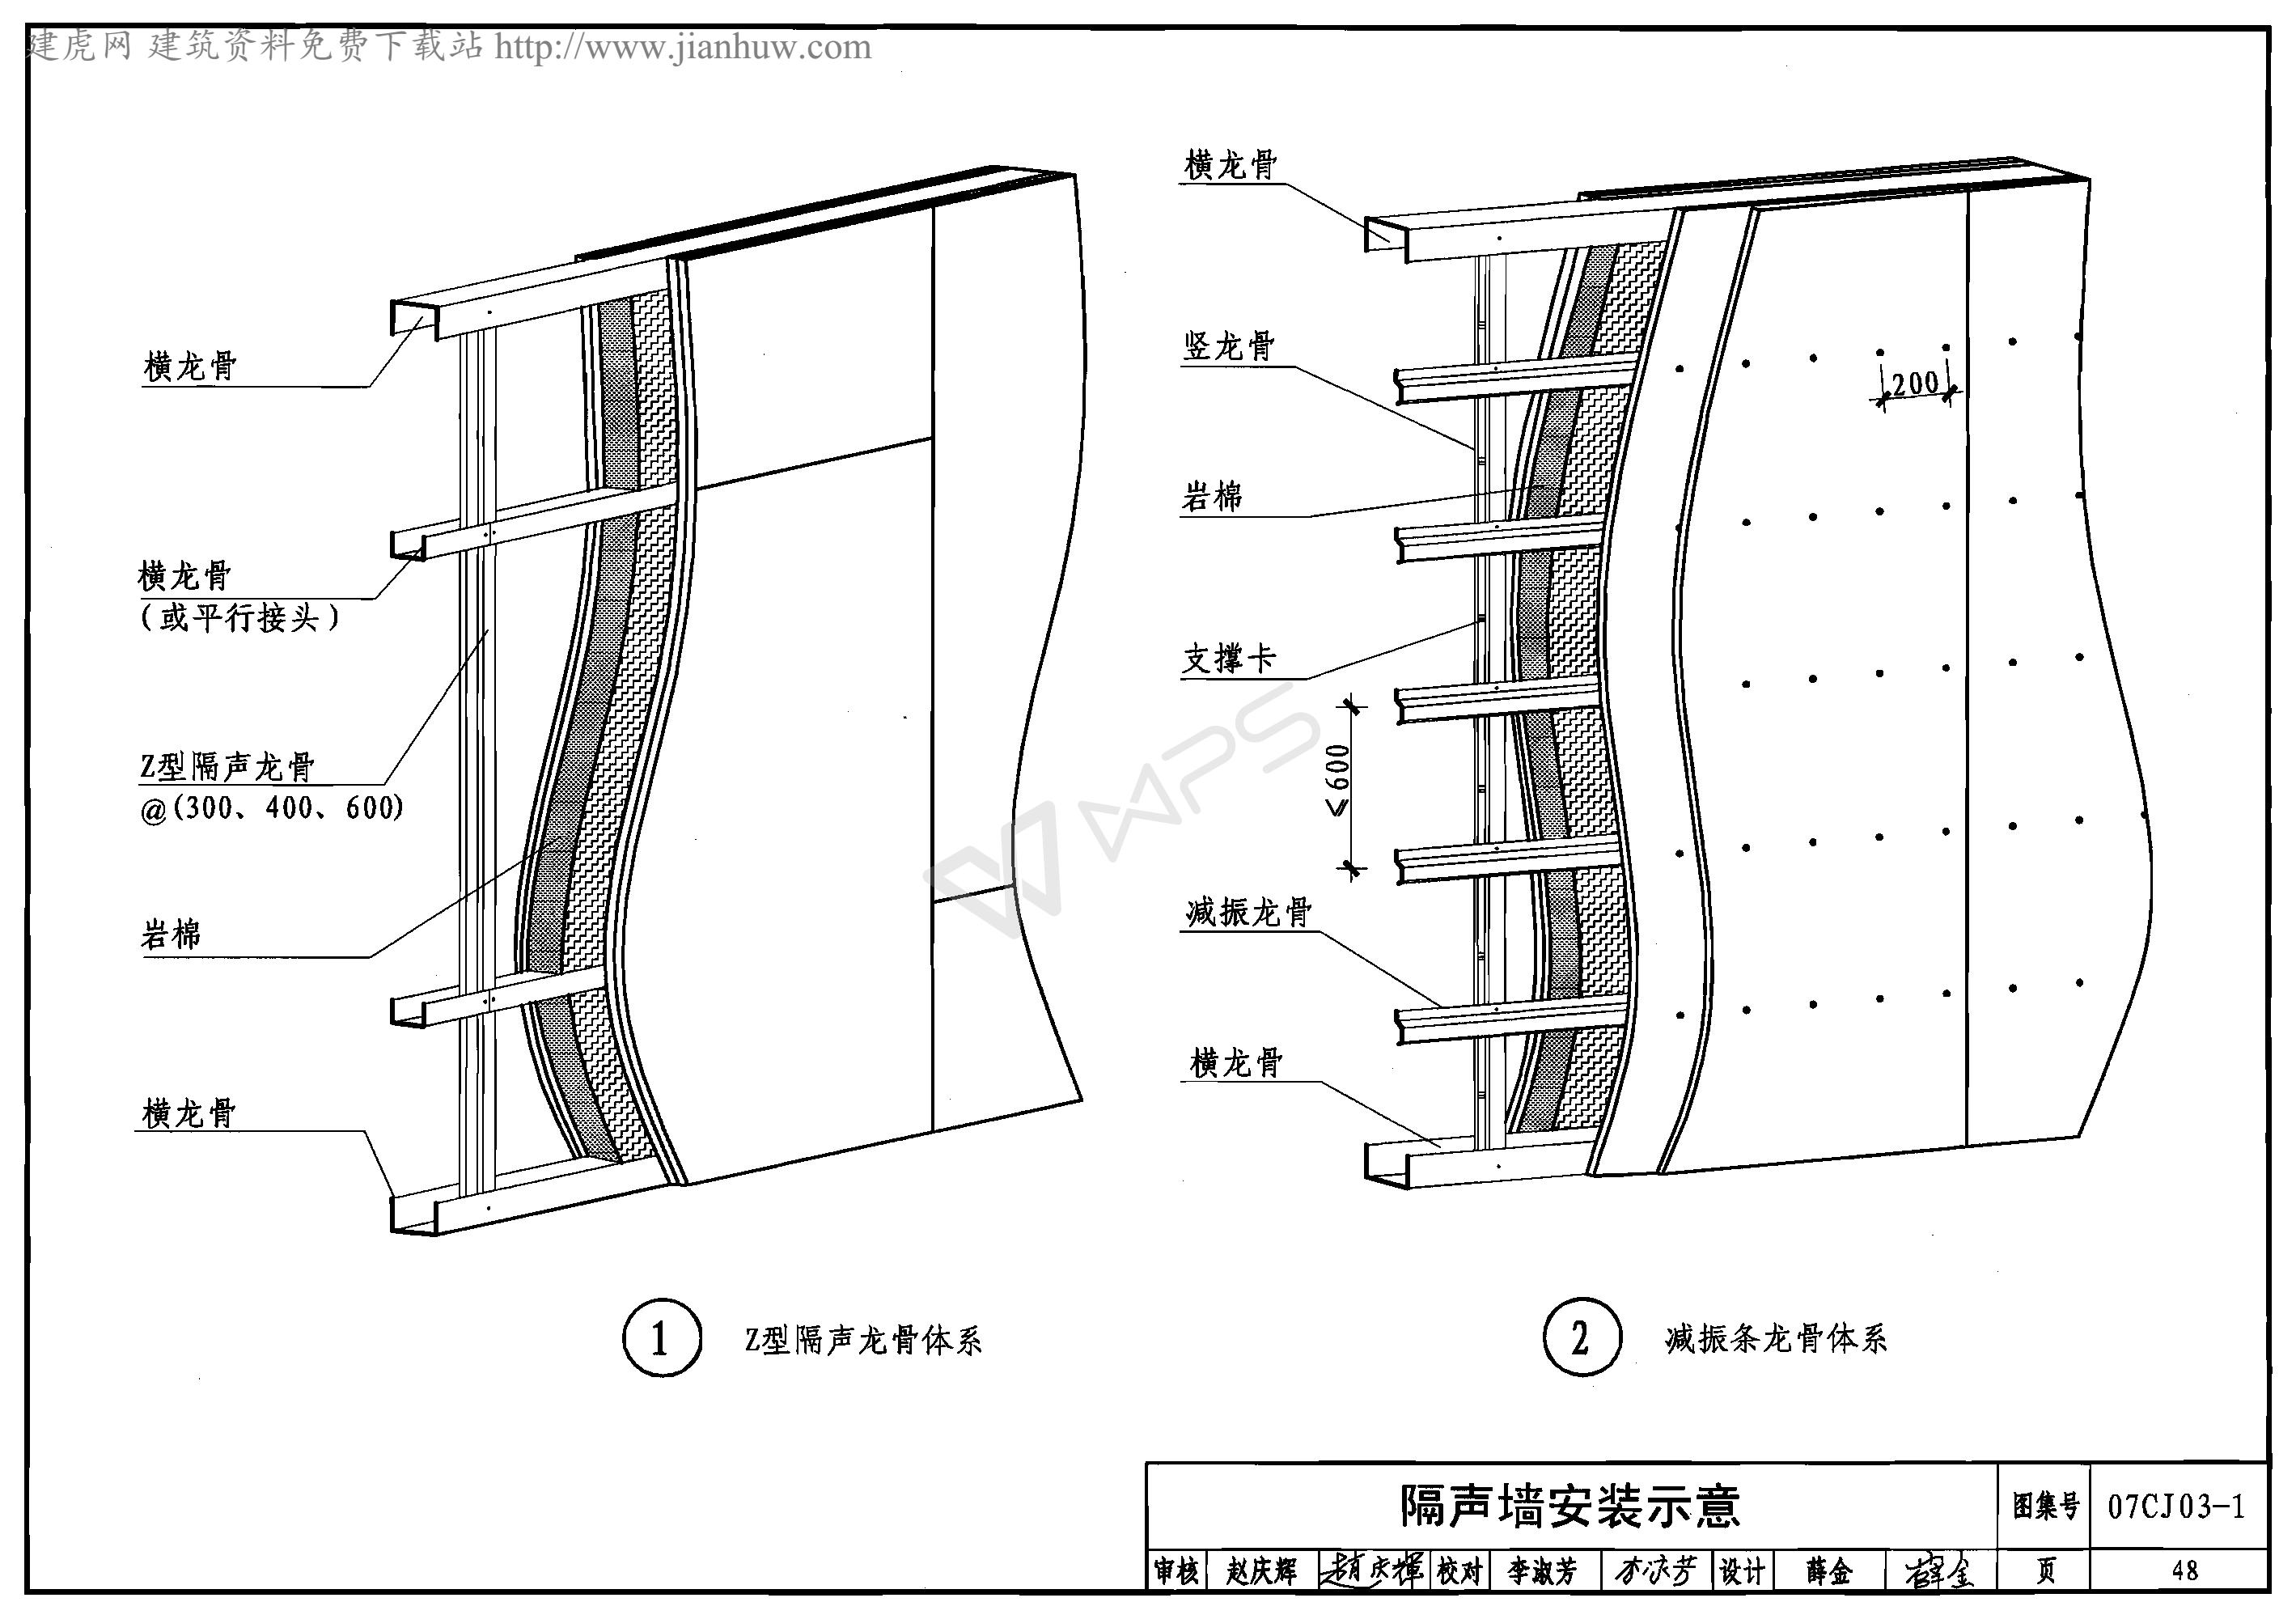 建虎网 建筑资料免费下载站 http://www.jianhuw.com
横龙骨
横龙骨
(或平行接头)
Z型隔声龙骨
@(300、400、600)
岩棉
横龙骨
① Z型隔声龙骨体系
横龙骨
竖龙骨
岩棉
支撑卡
减振龙骨
横龙骨
200
≤600
② 减振条龙骨体系
WPS
隔声墙安装示意 图集号 07CJ03-1
审核 赵庆辉 赵庆輝 校对 李淑芳 李淑芳 设计 薛金 薛金 页 48